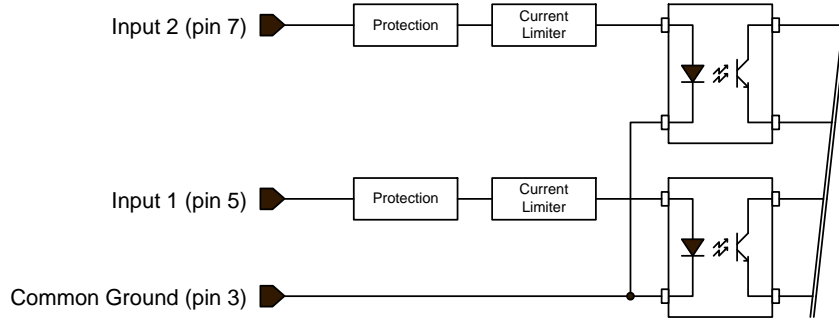 Input 2 (pin 7)
Protection
Current
Limiter
Input 1 (pin 5)
Protection
Current
Limiter
Common Ground (pin 3)